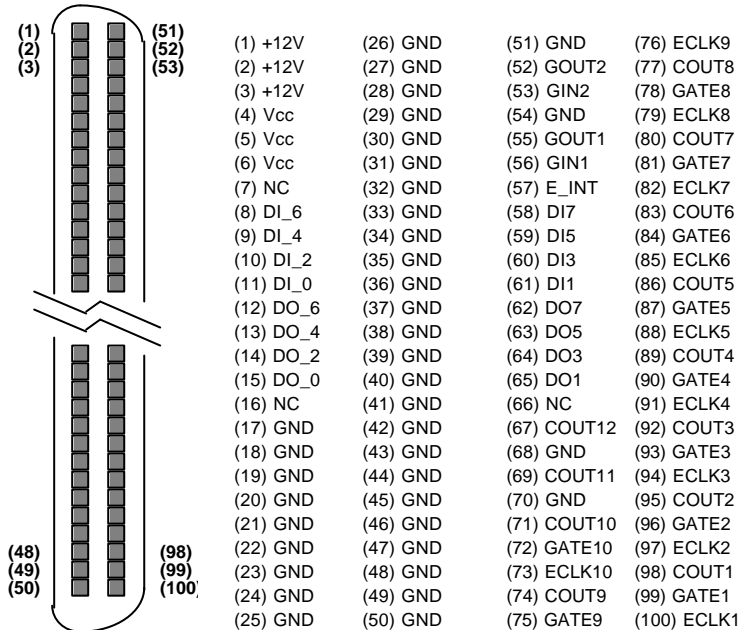 (1) (51)
(2) (52)
(3) (53)
(48) (98)
(49) (99)
(50) (100)
(1) +12V (26) GND (51) GND (76) ECLK9
(2) +12V (27) GND (52) GOUT2 (77) COUT8
(3) +12V (28) GND (53) GIN2 (78) GATE8
(4) Vcc (29) GND (54) GND (79) ECLK8
(5) Vcc (30) GND (55) GOUT1 (80) COUT7
(6) Vcc (31) GND (56) GIN1 (81) GATE7
(7) NC (32) GND (57) E_INT (82) ECLK7
(8) DI_6 (33) GND (58) DI7 (83) COUT6
(9) DI_4 (34) GND (59) DI5 (84) GATE6
(10) DI_2 (35) GND (60) DI3 (85) ECLK6
(11) DI_0 (36) GND (61) DI1 (86) COUT5
(12) DO_6 (37) GND (62) DO7 (87) GATE5
(13) DO_4 (38) GND (63) DO5 (88) ECLK5
(14) DO_2 (39) GND (64) DO3 (89) COUT4
(15) DO_0 (40) GND (65) DO1 (90) GATE4
(16) NC (41) GND (66) NC (91) ECLK4
(17) GND (42) GND (67) COUT12 (92) COUT3
(18) GND (43) GND (68) GND (93) GATE3
(19) GND (44) GND (69) COUT11 (94) ECLK3
(20) GND (45) GND (70) GND (95) COUT2
(21) GND (46) GND (71) COUT10 (96) GATE2
(22) GND (47) GND (72) GATE10 (97) ECLK2
(23) GND (48) GND (73) ECLK10 (98) COUT1
(24) GND (49) GND (74) COUT9 (99) GATE1
(25) GND (50) GND (75) GATE9 (100) ECLK1